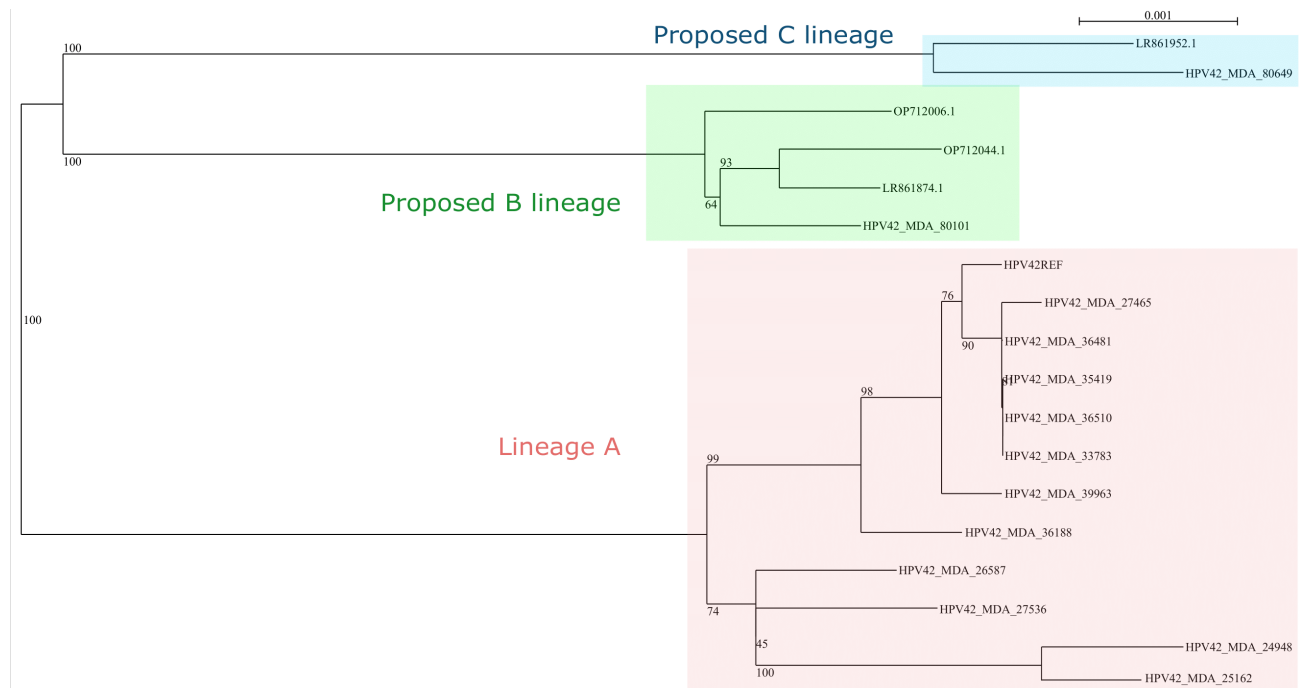 0.001
Proposed C lineage
LR861952.1
100
HPV42_MDA_80649
OP712006.1
OP712044.1
100
93
LR861874.1
Proposed B lineage
64
HPV42_MDA_80101
HPV42REF
76
HPV42_MDA_27465
100
90
HPV42_MDA_36481
HPV42_MDA_35419
98
HPV42_MDA_36510
Lineage A
99
HPV42_MDA_33783
HPV42_MDA_39963
HPV42_MDA_36188
HPV42_MDA_26587
74
HPV42_MDA_27536
45
HPV42_MDA_24948
100
HPV42_MDA_25162